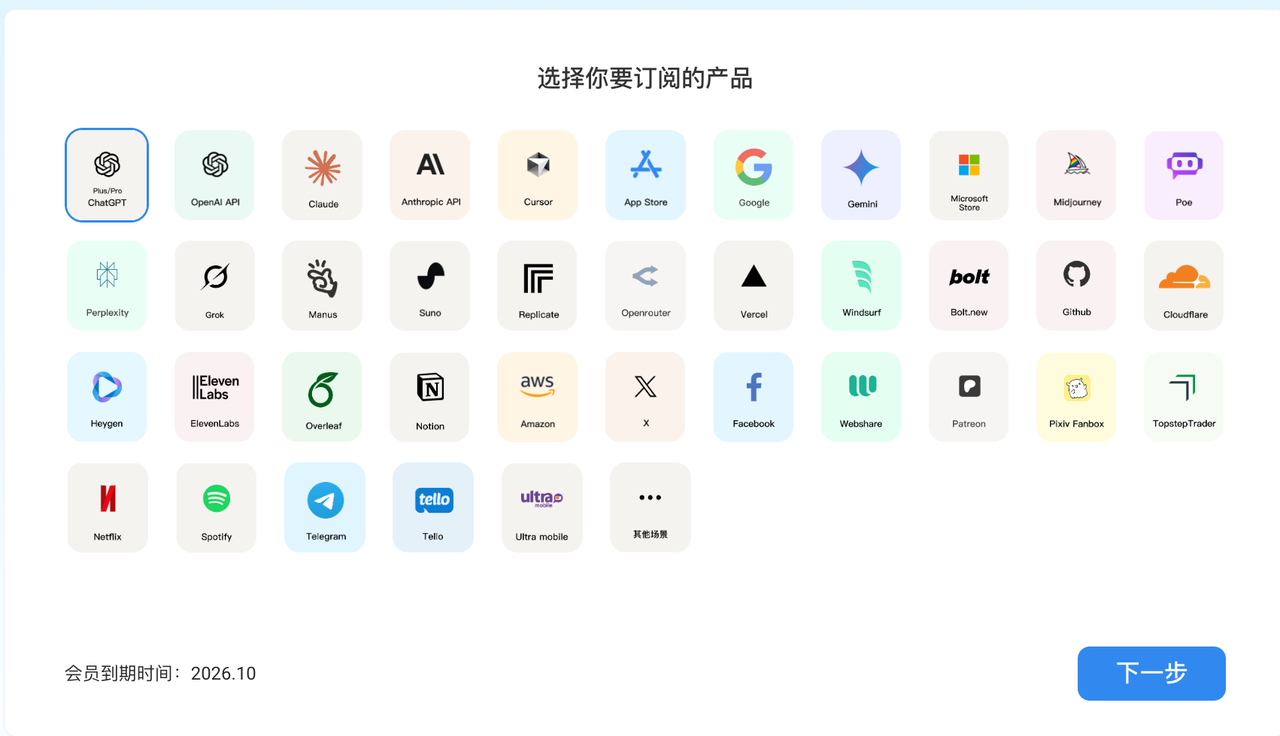 选择你要订阅的产品
Plus/Pro
ChatGPT
OpenAI API
Claude
Anthropic API
Cursor
App Store
Google
Gemini
Microsoft
Store
Midjourney
Poe
Perplexity
Grok
Manus
Suno
Replicate
Openrouter
Vercel
Windsurf
bolt
Bolt.new
Github
Cloudflare
Heygen
ElevenLabs
ElevenLabs
Overleaf
Notion
aws
Amazon
X
Facebook
Webshare
Patreon
Pixiv Fanbox
TopstepTrader
Netflix
Spotify
Telegram
tello
Tello
ultra
mobile
Ultra mobile
其他场景
会员到期时间：2026.10
下一步